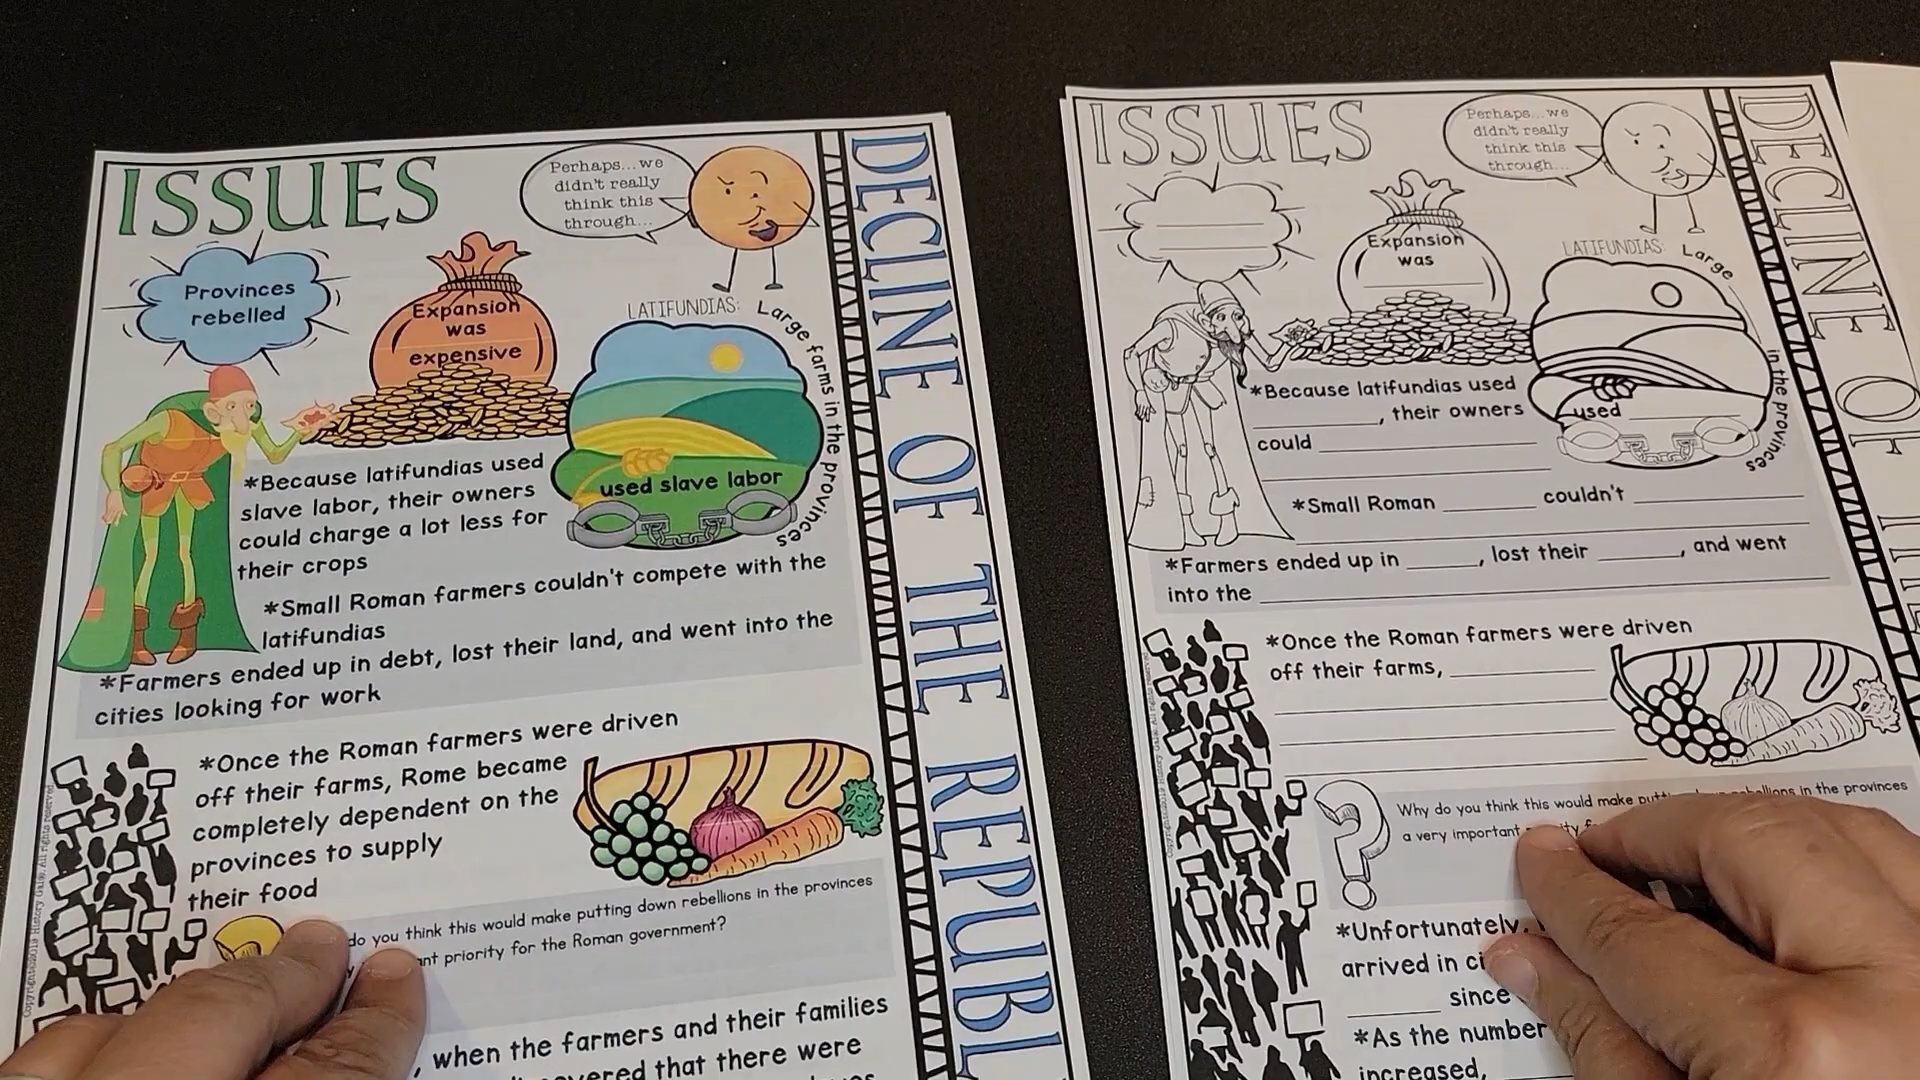 ISSUES
Perhaps...we
didn't really
think this
through...
Provinces
rebelled
Expansion
was
expensive
LATIFUNDIAS: Large farms in the provinces
used slave labor
*Because latifundias used
slave labor, their owners
could charge a lot less for
their crops
*Small Roman farmers couldn't compete with the
latifundias
*Farmers ended up in debt, lost their land, and went into the
cities looking for work
*Once the Roman farmers were driven
off their farms, Rome became
completely dependent on the
provinces to supply
their food
do you think this would make putting down rebellions in the provinces
priority for the Roman government?
, when the farmers and their families
that there were
DECLINE OF THE
ISSUES
Perhaps...we
didn't really
think this
through...
Expansion
was
LATIFUNDIAS: Large
in the provinces
used
*Because latifundias used
, their owners
could
*Small Roman couldn't
*Farmers ended up in , lost their , and went
into the
*Once the Roman farmers were driven
off their farms,
Why do you think this would make in the provinces
a very important
*Unfortunately,
arrived in
since
*As the number
increased,
DECLINE OF